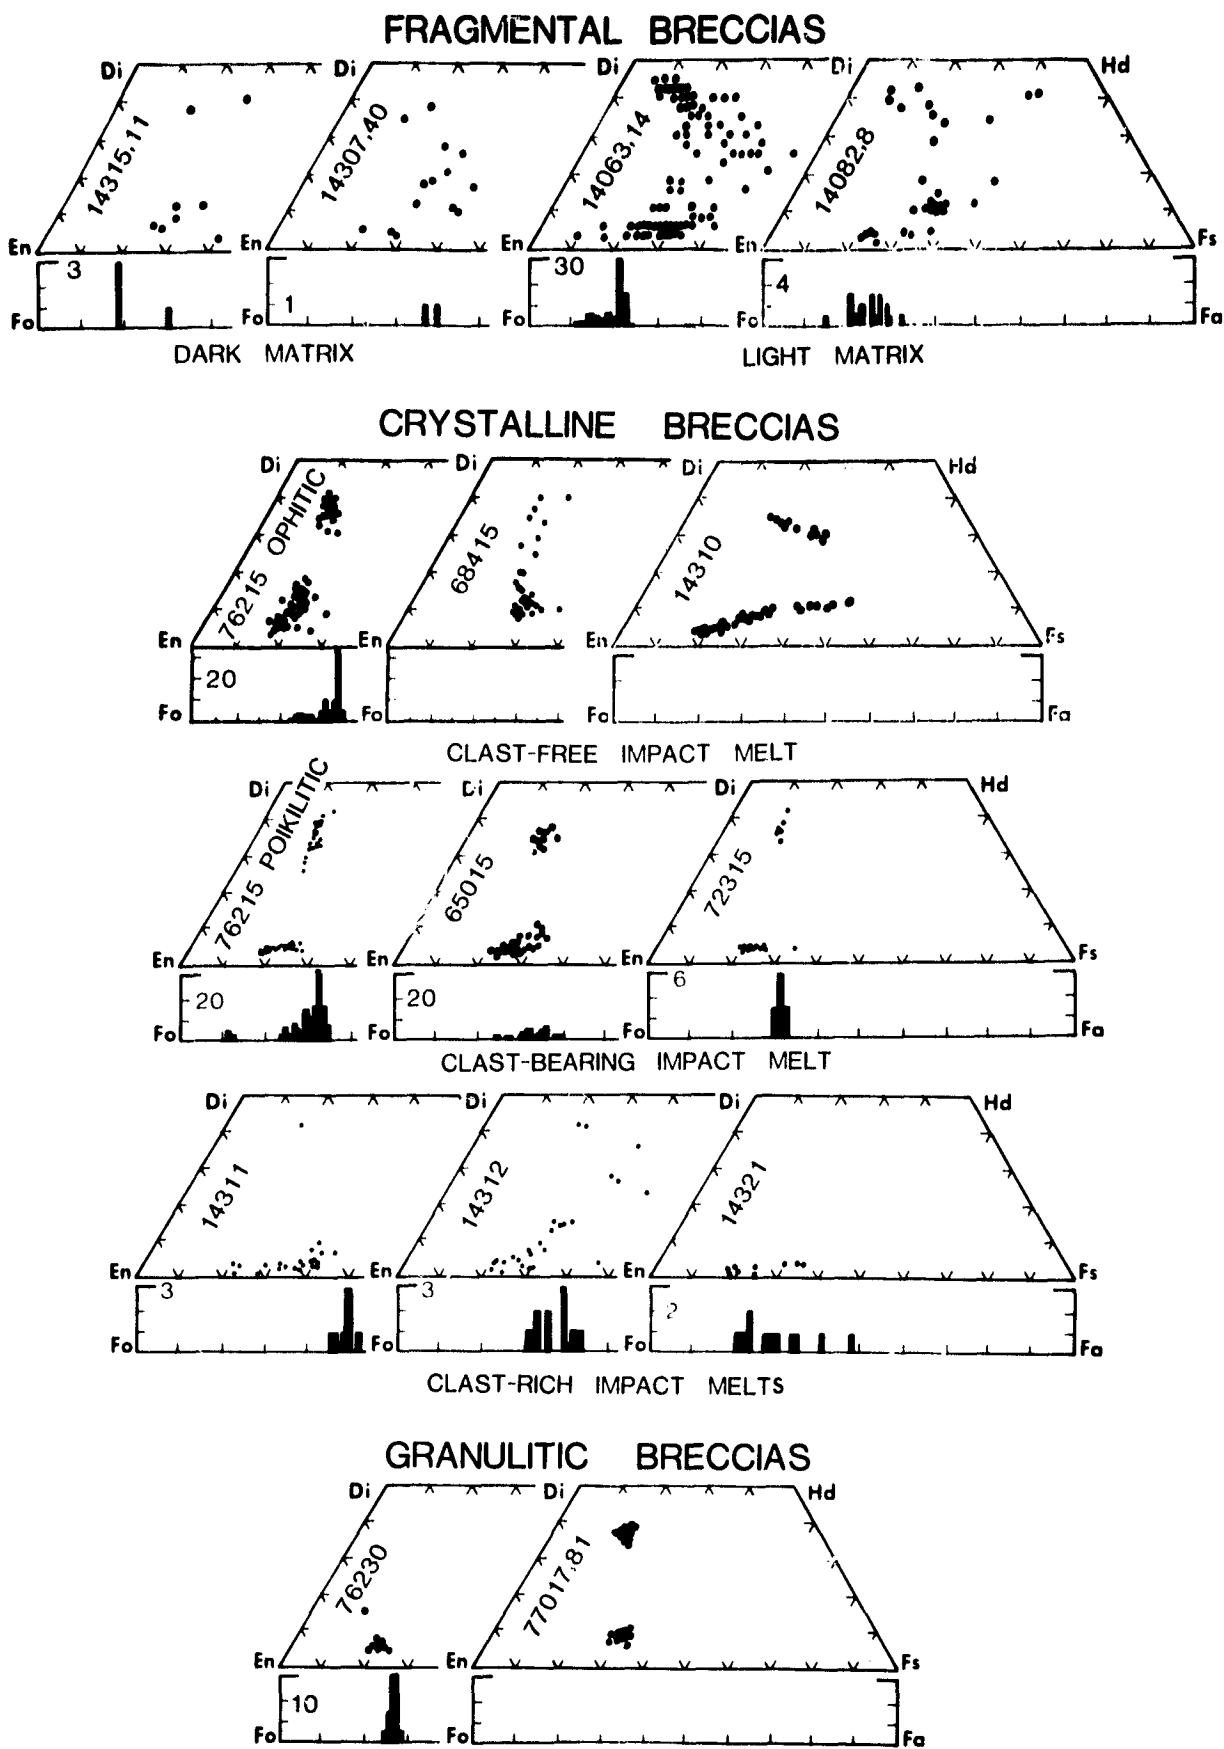 FRAGMENTAL BRECCIAS
Di Di Di Di Hd
14315,11 14307,40 14063,14 14082,8
En En En En Fs
3 1 30 4
Fo Fo Fo Fo Fa
DARK MATRIX LIGHT MATRIX
CRYSTALLINE BRECCIAS
Di Di Di Hd
76215 OPHITIC 68415 14310
En En En Fs
20
Fo Fo Fo Fa
CLAST-FREE IMPACT MELT
Di Di Di Hd
76215 POIKILITIC 65015 72315
En En En Fs
20 20 6
Fo Fo Fo Fa
CLAST-BEARING IMPACT MELT
Di Di Di Hd
14311 14312 14321
En En En Fs
3 3 2
Fo Fo Fo Fa
CLAST-RICH IMPACT MELTS
GRANULITIC BRECCIAS
Di Di Hd
76230 77017,81
En En Fs
10
Fo Fo Fa